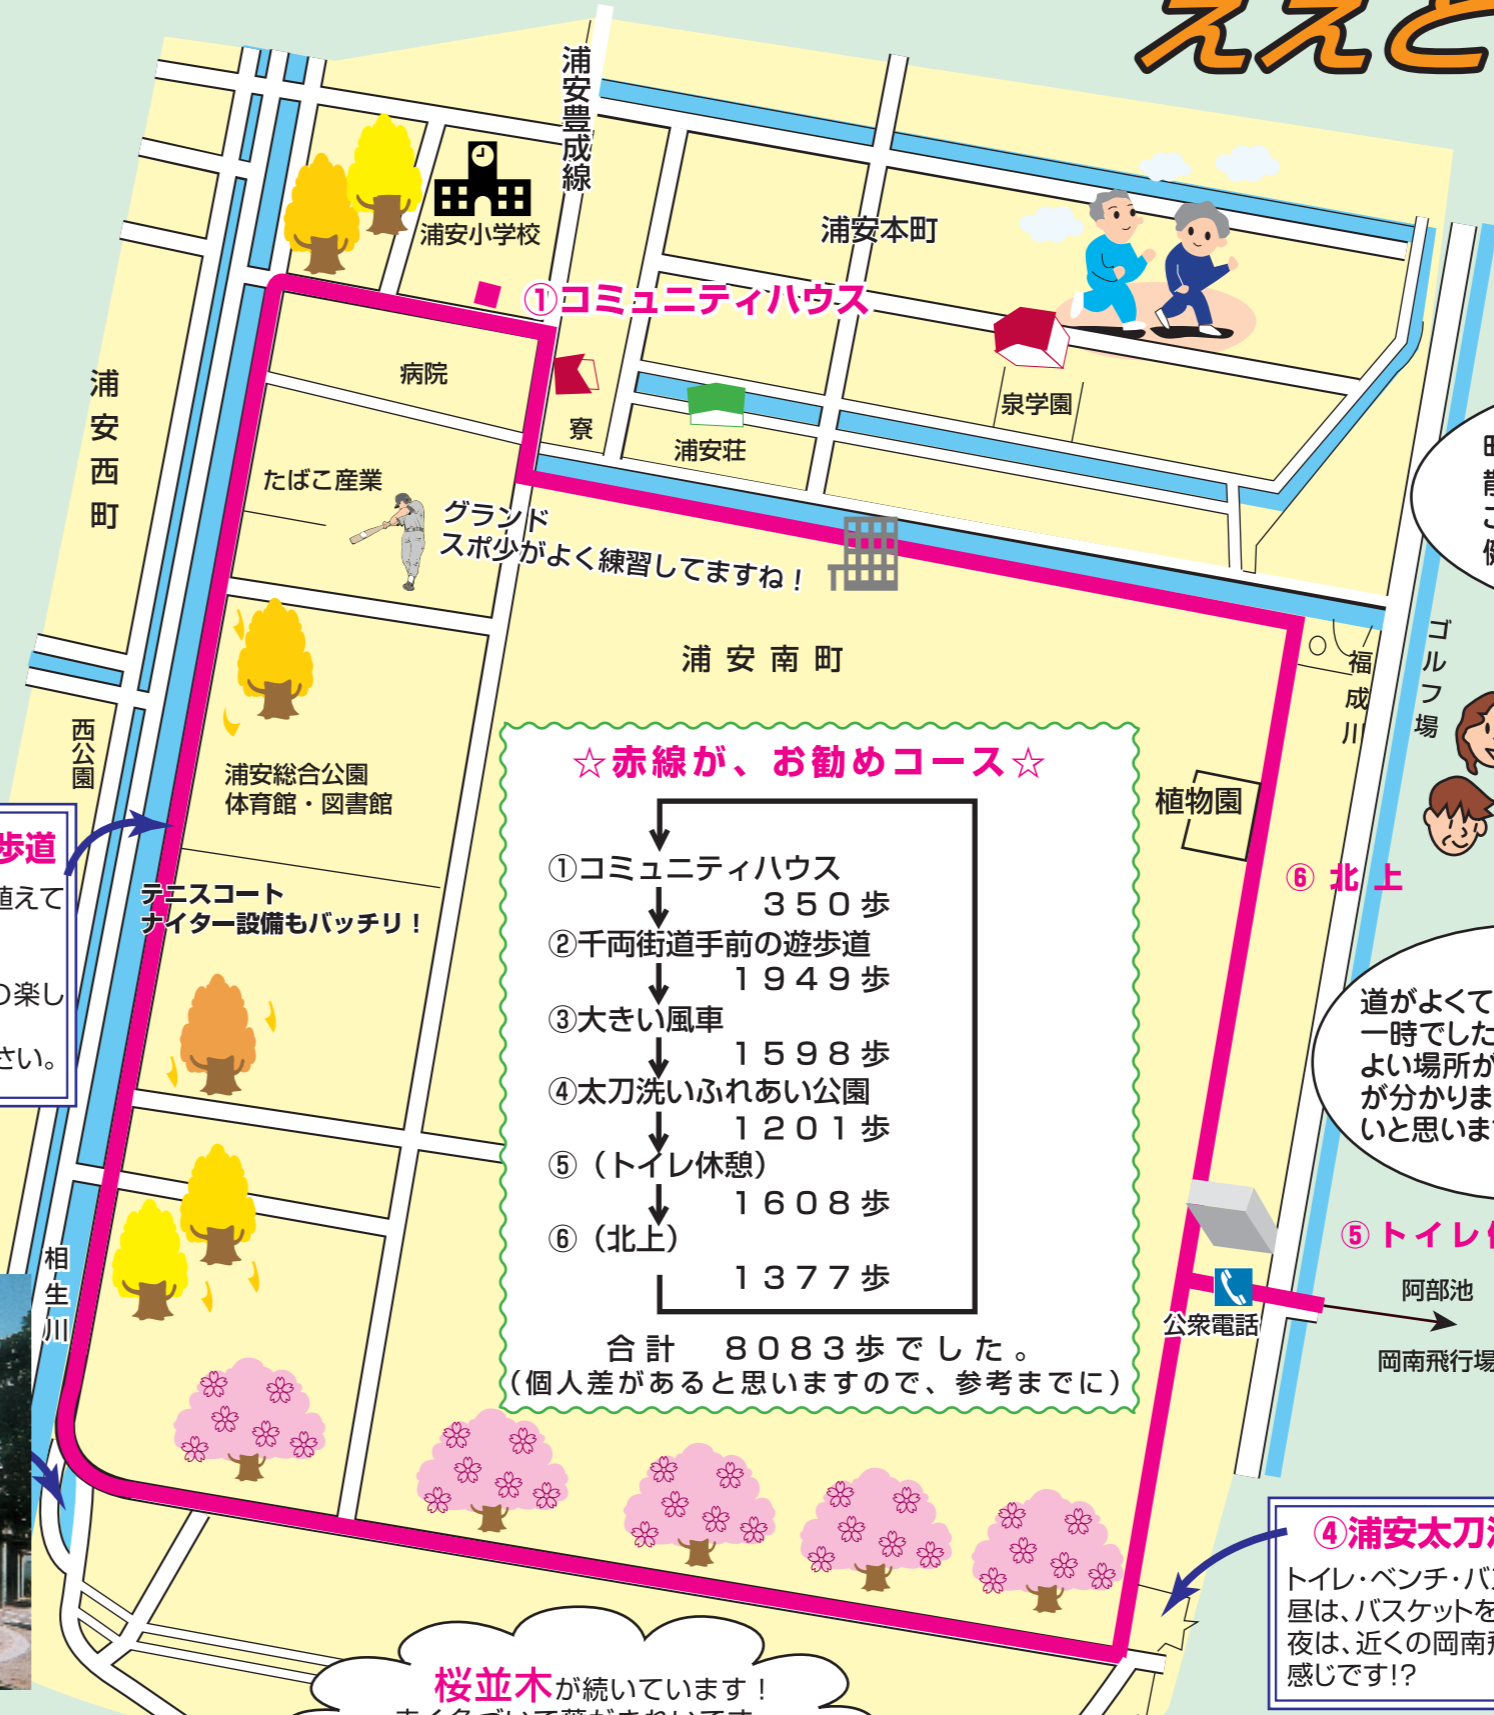 ええと
浦安豊成線
浦安小学校
浦安本町
①コミュニティハウス
病院
寮
浦安荘
泉学園
浦安西町
たばこ産業
グランド
スポ少がよく練習してますね！
浦安南町
福成川
ゴルフ場
西公園
浦安総合公園
体育館・図書館
歩道
植えて
の楽し
さい。
テニスコート
ナイター設備もバッチリ！
☆赤線が、お勧めコース☆
①コミュニティハウス
350歩
②千両街道手前の遊歩道
1949歩
③大きい風車
1598歩
④太刀洗いふれあい公園
1201歩
⑤（トイレ休憩）
1608歩
⑥（北上）
1377歩
合計　8083歩でした。
（個人差があると思いますので、参考までに）
植物園
⑥北上
道がよくて
一時でした
よい場所が
が分かりま
いと思いま
⑤トイレ
阿部池
公衆電話
岡南飛行場
相生川
④浦安太刀
トイレ・ベンチ・バ
昼は、バスケットを
夜は、近くの岡南
感じです!?
桜並木が続いています！